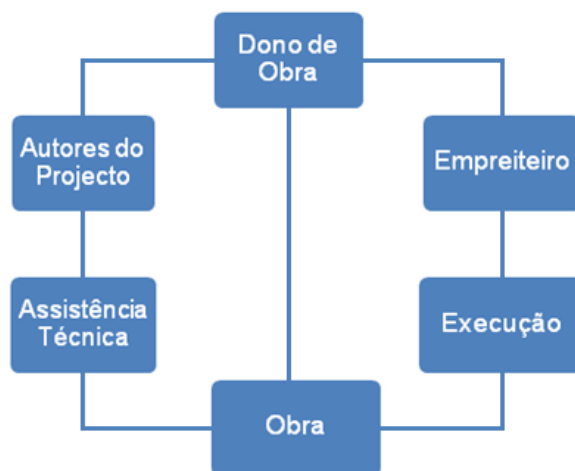 Dono de
Obra
Autores do
Projecto
Empreiteiro
Assistência
Técnica
Execução
Obra